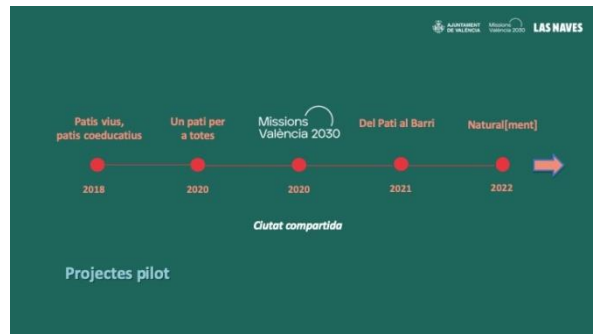 AJUNTAMENT
DE VALÈNCIA
Missions
València 2030
LAS NAVES
Patis vius,
patis coeducatius
Un pati per
a totes
Missions
València 2030
Del Pati al Barri
Natural[ment]
2018
2020
2020
2021
2022
Ciutat compartida
Projectes pilot